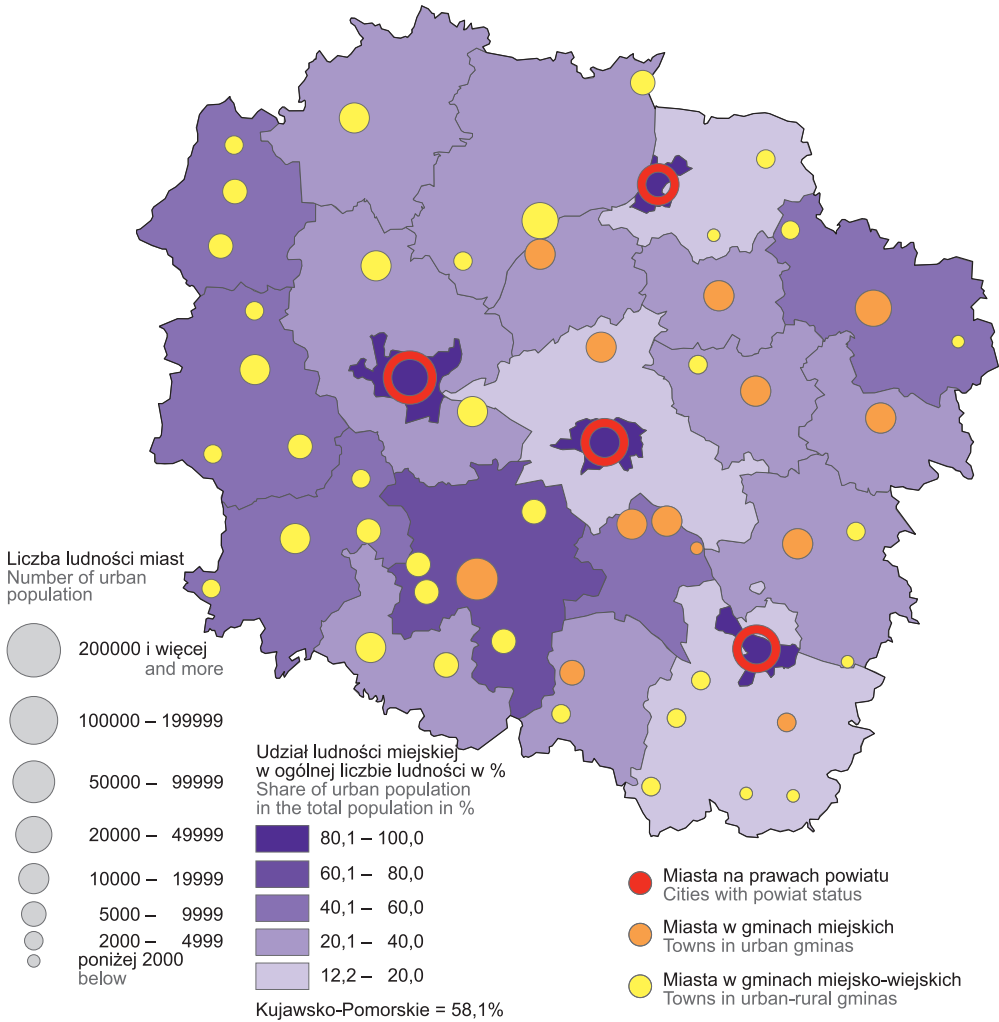 Liczba ludności miast
Number of urban
population
200000 i więcej
and more
100000 – 199999
50000 – 99999
20000 – 49999
10000 – 19999
5000 – 9999
2000 – 4999
poniżej 2000
below
Udział ludności miejskiej
w ogólnej liczbie ludności w %
Share of urban population
in the total population in %
80,1 – 100,0
60,1 – 80,0
40,1 – 60,0
20,1 – 40,0
12,2 – 20,0
Kujawsko-Pomorskie = 58,1%
Miasta na prawach powiatu
Cities with powiat status
Miasta w gminach miejskich
Towns in urban gminas
Miasta w gminach miejsko-wiejskich
Towns in urban-rural gminas